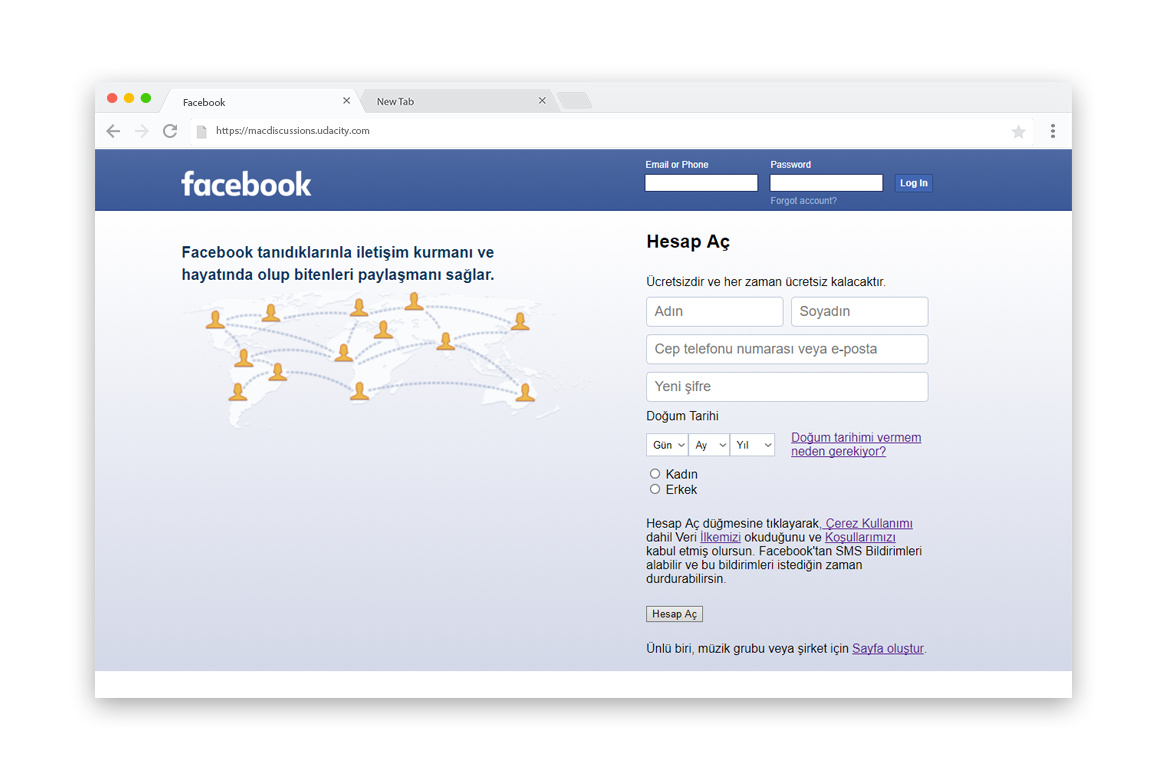 Facebook
New Tab
https://macdiscussions.udacity.com
facebook
Email or Phone
Password
Log In
Forgot account?
Facebook tanıdıklarınla iletişim kurmanı ve
hayatında olup bitenleri paylaşmanı sağlar.
Hesap Aç
Ücretsizdir ve her zaman ücretsiz kalacaktır.
Adın
Soyadın
Cep telefonu numarası veya e-posta
Yeni şifre
Doğum Tarihi
Gün
Ay
Yıl
Doğum tarihimi vermem
neden gerekiyor?
Kadın
Erkek
Hesap Aç düğmesine tıklayarak, Çerez Kullanımı
dahil Veri İlkemizi okuduğunu ve Koşullarımızı
kabul etmiş olursun. Facebook'tan SMS Bildirimleri
alabilir ve bu bildirimleri istediğin zaman
durdurabilirsin.
Hesap Aç
Ünlü biri, müzik grubu veya şirket için Sayfa oluştur.